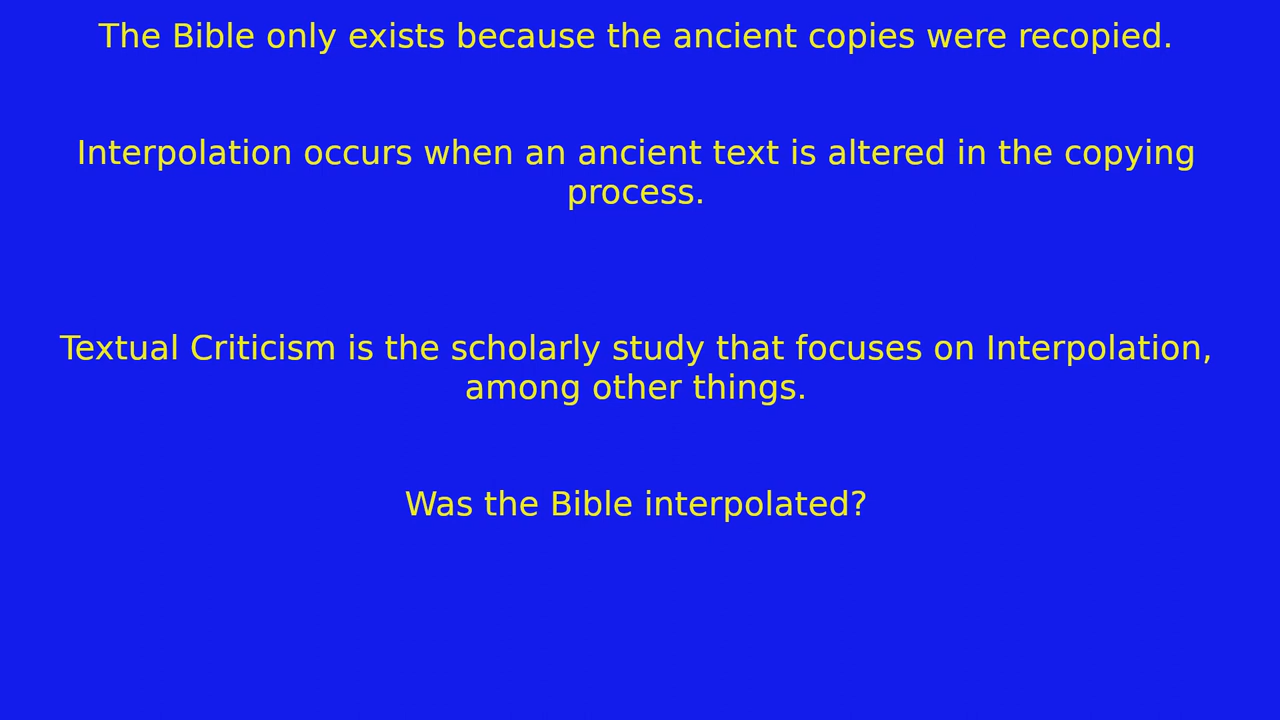 The Bible only exists because the ancient copies were recopied.
Interpolation occurs when an ancient text is altered in the copying
process.
Textual Criticism is the scholarly study that focuses on Interpolation,
among other things.
Was the Bible interpolated?